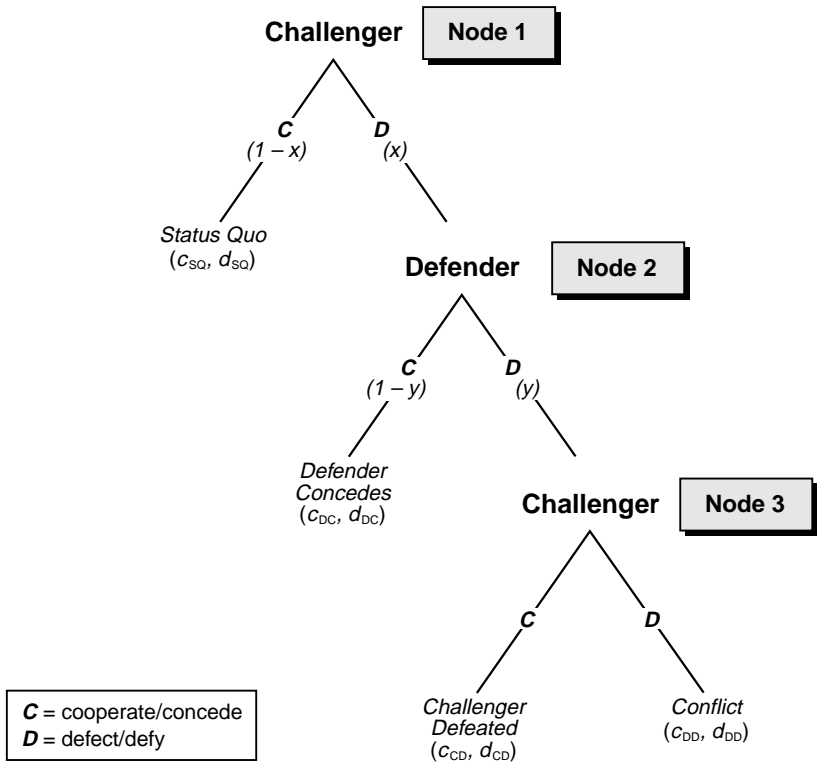 Challenger Node 1
C D
(1 – x) (x)
Status Quo
(cSQ, dSQ)
Defender Node 2
C D
(1 – y) (y)
Defender
Concedes
(cDC, dDC)
Challenger Node 3
C D
Challenger
Defeated
(cCD, dCD)
Conflict
(cDD, dDD)
C = cooperate/concede
D = defect/defy